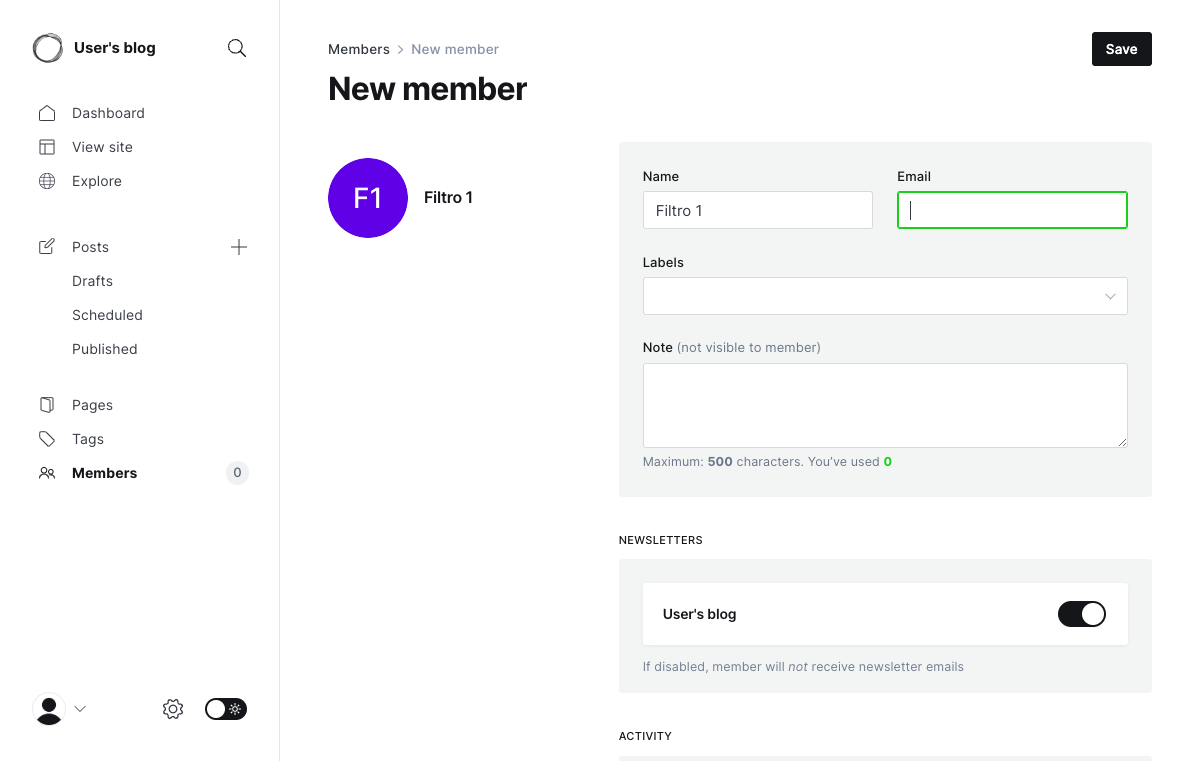 User's blog
Dashboard
View site
Explore
Posts
Drafts
Scheduled
Published
Pages
Tags
Members
0
Members > New member
Save
New member
F1
Filtro 1
Name
Email
Filtro 1
Labels
Note (not visible to member)
Maximum: 500 characters. You’ve used 0
NEWSLETTERS
User's blog
If disabled, member will not receive newsletter emails
ACTIVITY